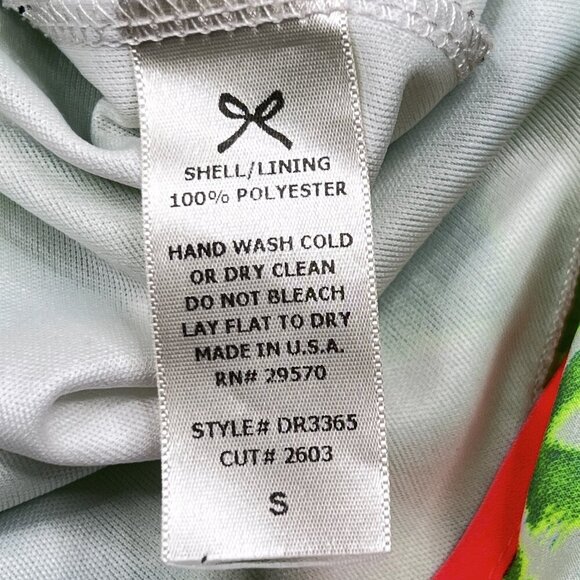 SHELL/LINING
100% POLYESTER
HAND WASH COLD
OR DRY CLEAN
DO NOT BLEACH
LAY FLAT TO DRY
MADE IN U.S.A.
RN# 29570
STYLE# DR3365
CUT# 2603
S